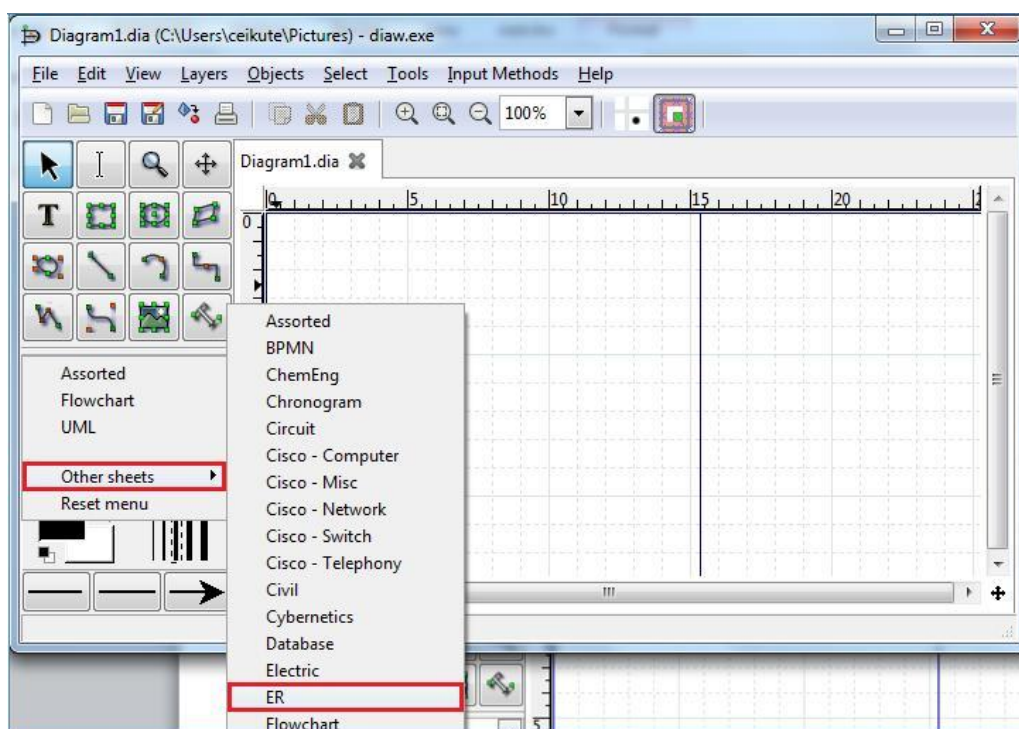 Diagram1.dia (C:\Users\ceikute\Pictures) - diaw.exe
File Edit View Layers Objects Select Tools Input Methods Help
100%
Diagram1.dia
0 5 10 15 20
0
T
Assorted
Flowchart
UML
Other sheets
Reset menu
Assorted
BPMN
ChemEng
Chronogram
Circuit
Cisco - Computer
Cisco - Misc
Cisco - Network
Cisco - Switch
Cisco - Telephony
Civil
Cybernetics
Database
Electric
ER
Flowchart
5